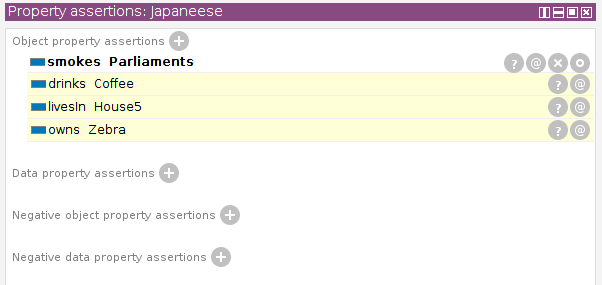 Property assertions: Japaneese
Object property assertions
smokes Parliaments
drinks Coffee
livesIn House5
owns Zebra
Data property assertions
Negative object property assertions
Negative data property assertions